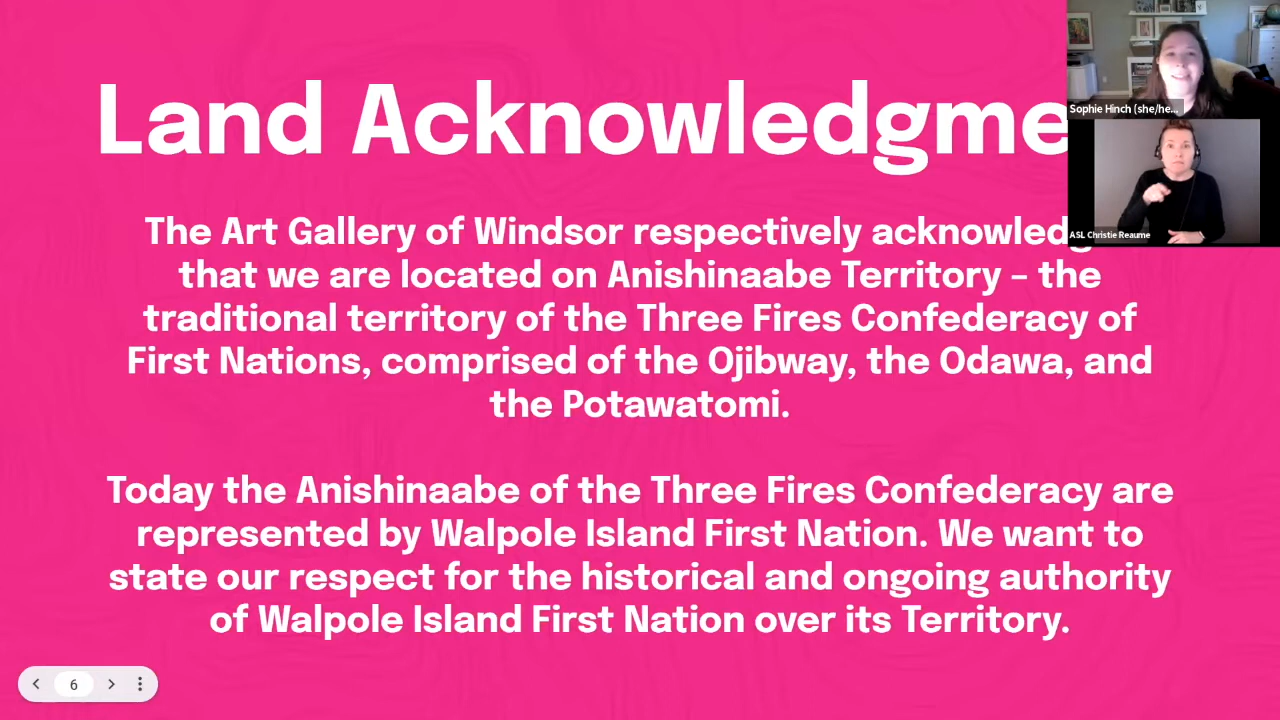 Land Acknowledgme
The Art Gallery of Windsor respectively acknowledg
that we are located on Anishinaabe Territory – the
traditional territory of the Three Fires Confederacy of
First Nations, comprised of the Ojibway, the Odawa, and
the Potawatomi.
Today the Anishinaabe of the Three Fires Confederacy are
represented by Walpole Island First Nation. We want to
state our respect for the historical and ongoing authority
of Walpole Island First Nation over its Territory.
Sophie Hinch (she/he...
ASL Christie Reaume
6